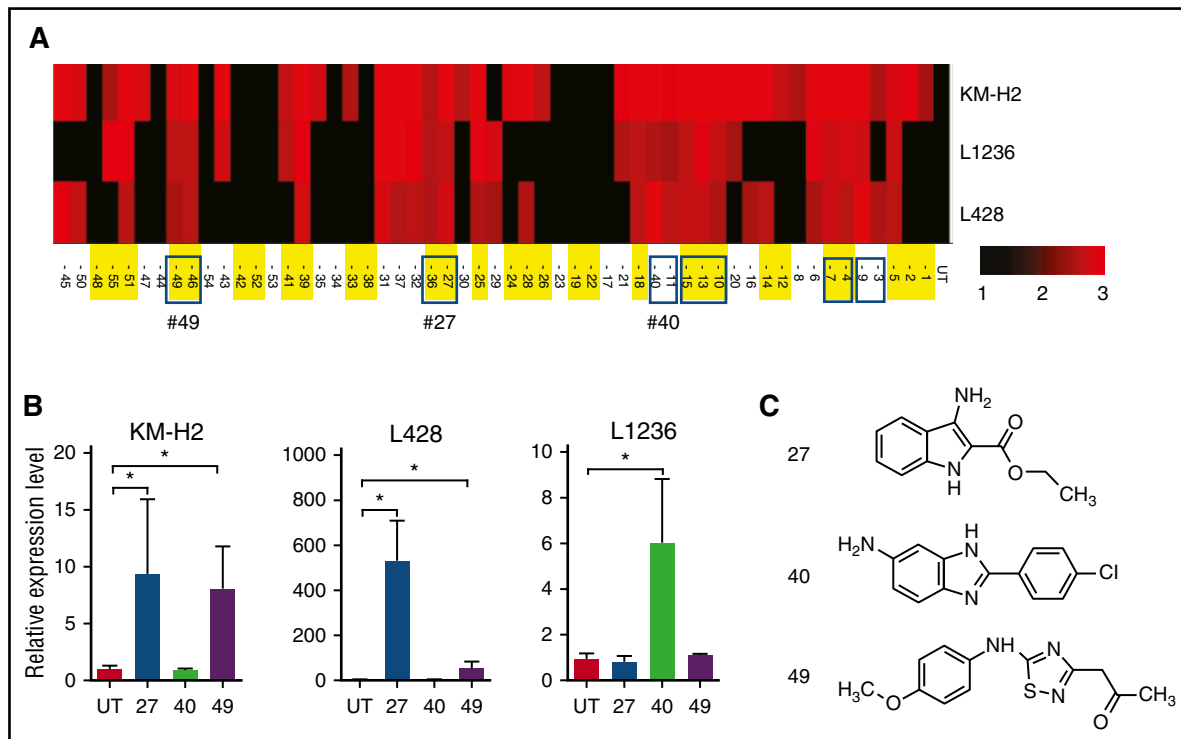 A
KM-H2
L1236
L428
- 45 - 50 - 48 - 55 - 51 - 47 - 44 - 49 - 46 - 54 - 43 - 42 - 52 - 53 - 41 - 39 - 35 - 34 - 33 - 38 - 31 - 37 - 32 - 36 - 27 - 30 - 25 - 29 - 24 - 28 - 26 - 23 - 19 - 22 - 17 - 21 - 18 - 40 - 11 - 15 - 13 - 10 - 20 - 16 - 14 - 12 - 8 - 6 - 7 - 4 - 9 - 3 - 5 - 2 - 1 UT
1 2 3
#49 #27 #40
B
Relative expression level
KM-H2
20
15
10
5
0
* *
UT 27 40 49
L428
1000
800
600
400
200
0
* *
UT 27 40 49
L1236
10
8
6
4
2
0
*
UT 27 40 49
C
27
NH2
O
O
N
H
CH3
40
H2N
H
N
N
Cl
49
NH
N
S
N
H3C
O
O
CH3